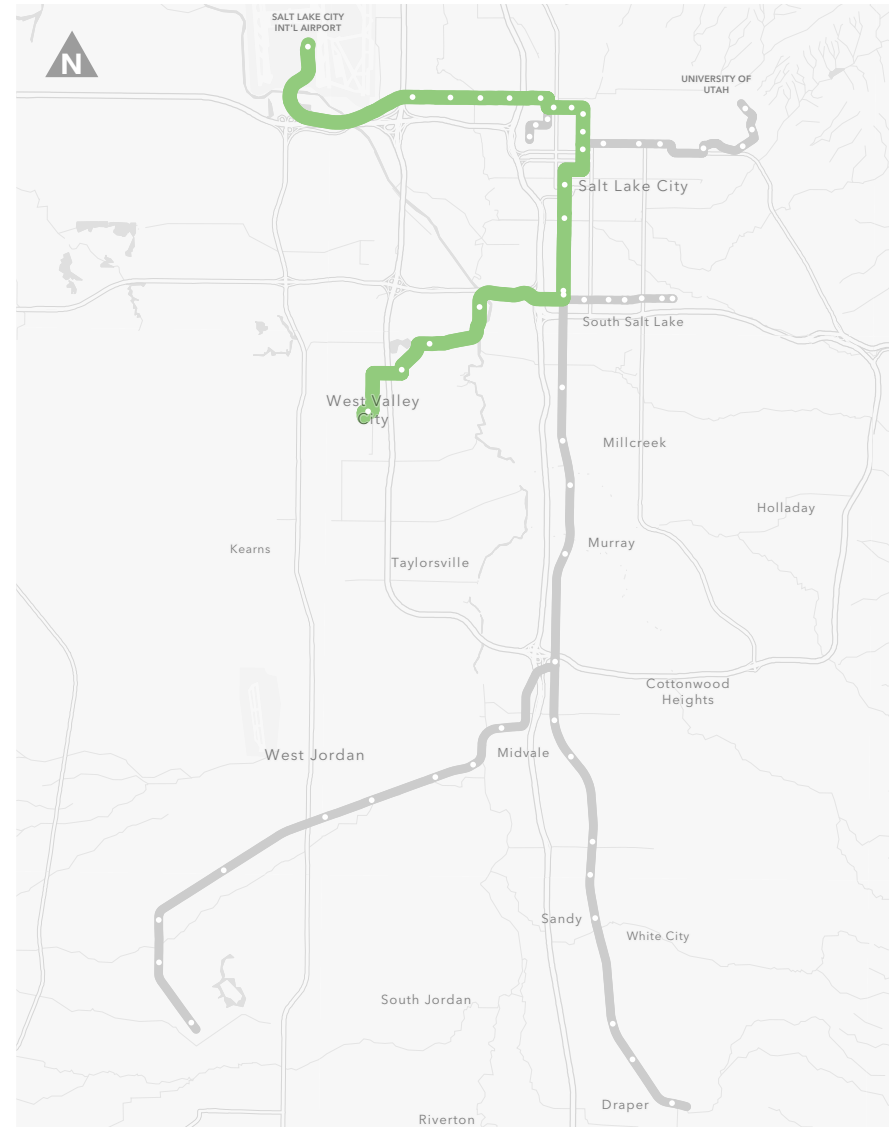 SALT LAKE CITY
INT'L AIRPORT
N
UNIVERSITY OF
UTAH
Salt Lake City
South Salt Lake
West Valley
City
Millcreek
Holladay
Kearns
Murray
Taylorsville
Cottonwood
Heights
West Jordan
Midvale
Sandy
White City
South Jordan
Draper
Riverton